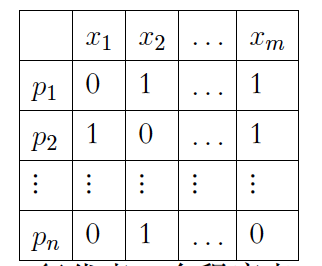 x₁ x₂ … xₘ
p₁ 0 1 … 1
p₂ 1 0 … 1
⋮ ⋮ ⋮ ⋮ ⋮
pₙ 0 1 … 0